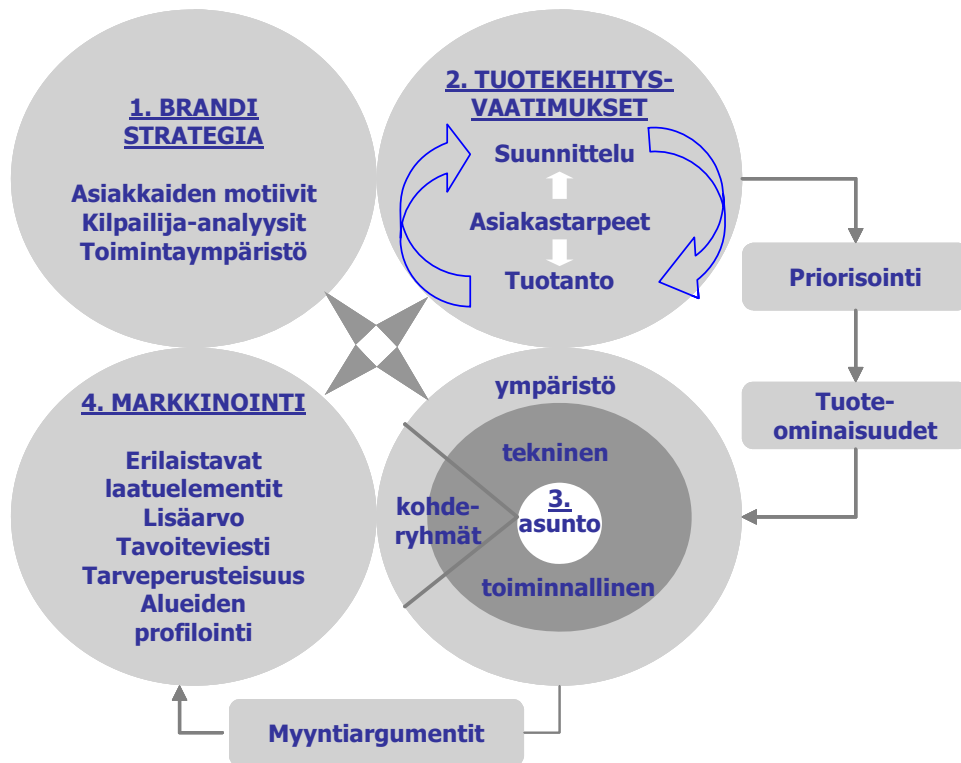 1. BRANDI
STRATEGIA
Asiakkaiden motiivit
Kilpailija-analyysit
Toimintaympäristö
2. TUOTEKEHITYS-
VAATIMUKSET
Suunnittelu
Asiakastarpeet
Tuotanto
Priorisointi
Tuote-
ominaisuudet
ympäristö
tekninen
3.
asunto
kohde-
ryhmät
toiminnallinen
4. MARKKINOINTI
Erilaistavat
laatuelementit
Lisäarvo
Tavoiteviesti
Tarveperusteisuus
Alueiden
profilointi
Myyntiargumentit